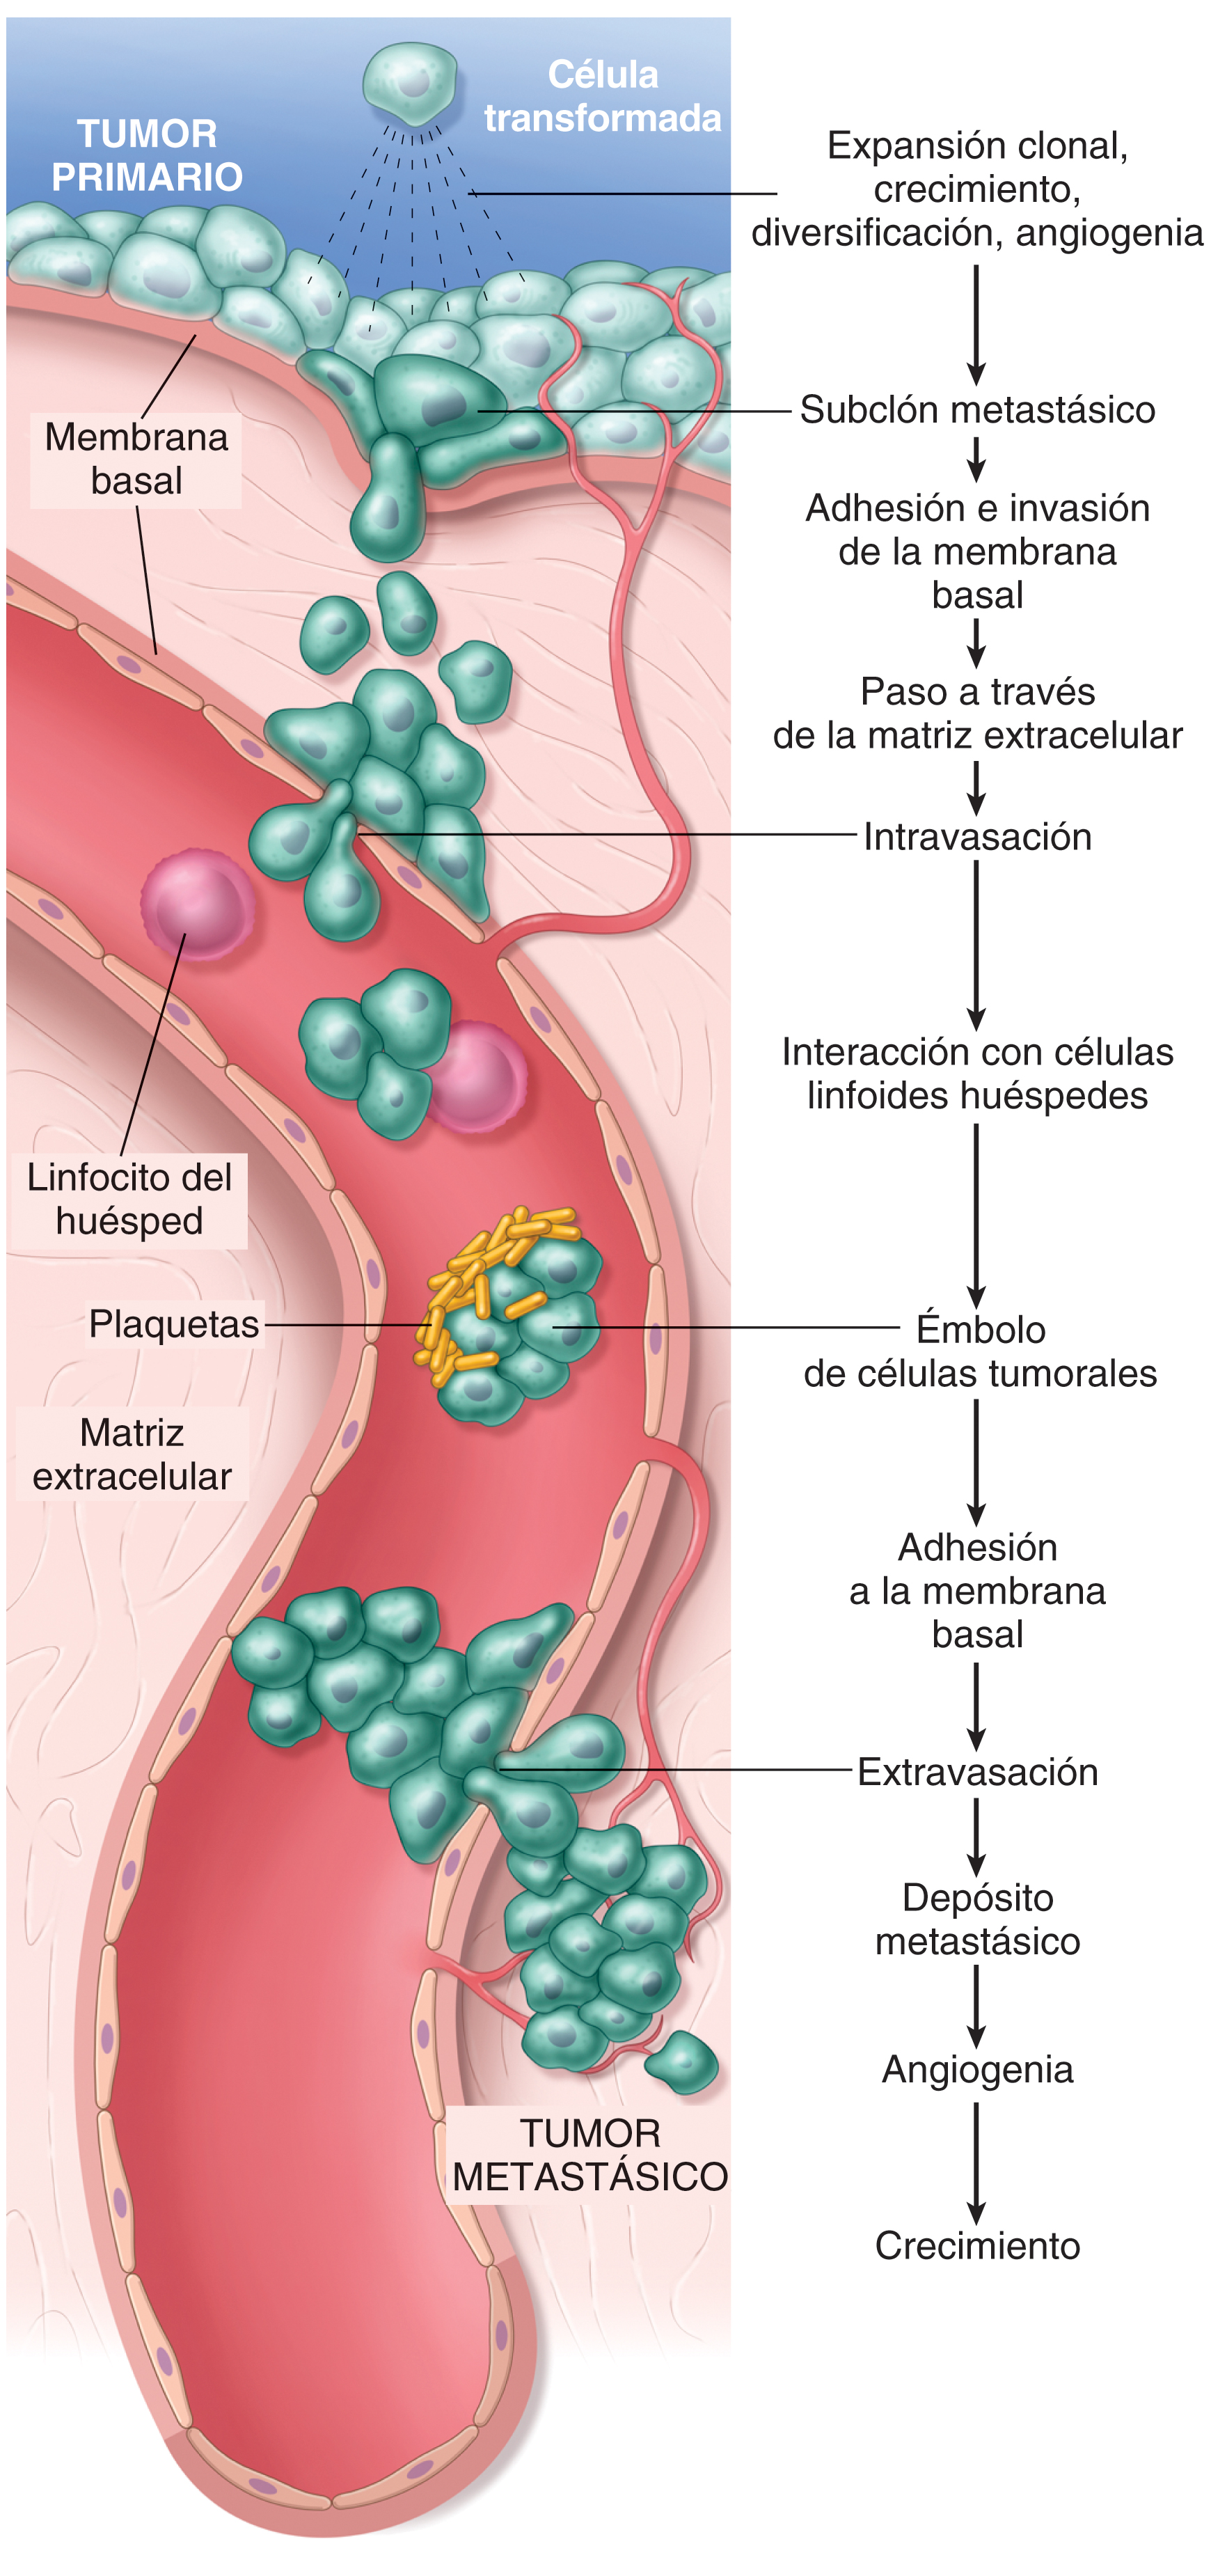 Célula
transformada
TUMOR
PRIMARIO
Expansión clonal,
crecimiento,
diversificación, angiogenia
Subclón metastásico
Membrana
basal
Adhesión e invasión
de la membrana
basal
Paso a través
de la matriz extracelular
Intravasación
Interacción con células
linfoides huéspedes
Linfocito del
huésped
Plaquetas
Émbolo
de células tumorales
Matriz
extracelular
Adhesión
a la membrana
basal
Extravasación
Depósito
metastásico
Angiogenia
TUMOR
METASTÁSICO
Crecimiento